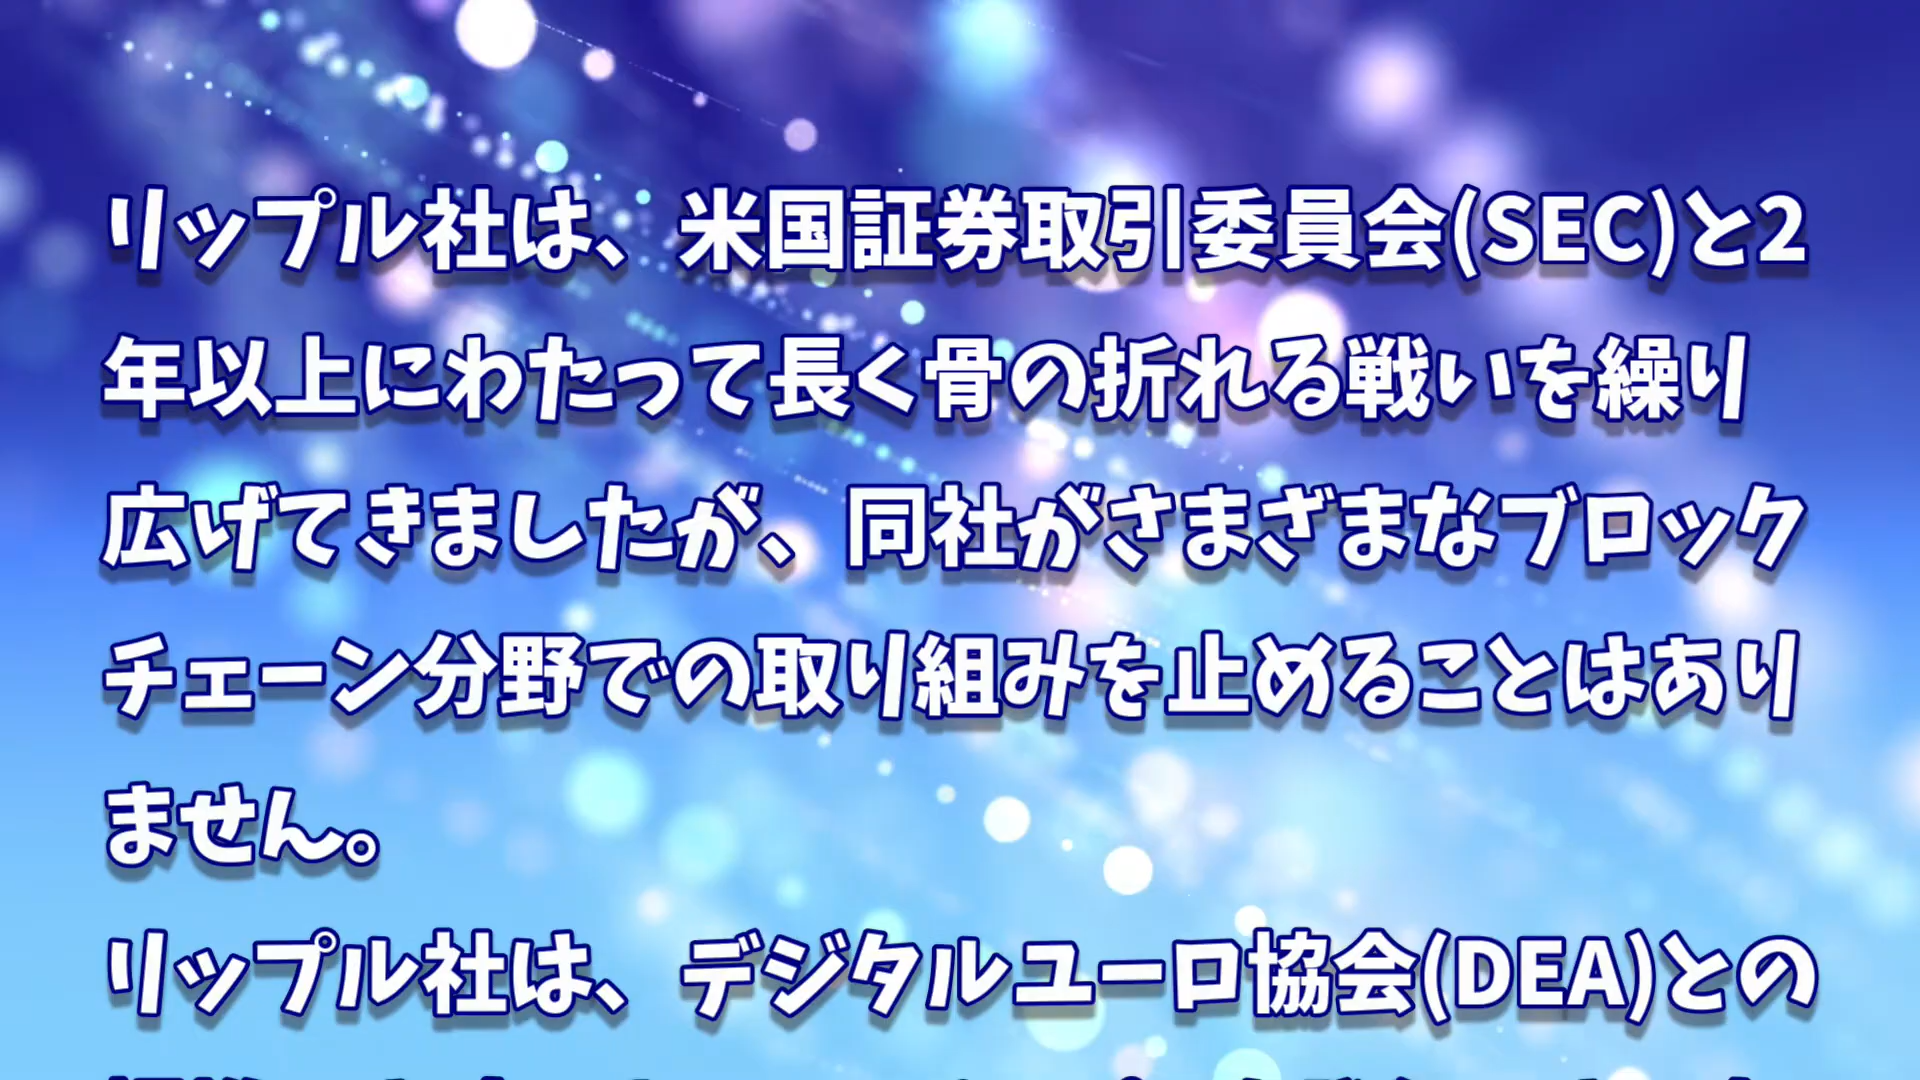 リップル社は、米国証券取引委員会(SEC)と2
年以上にわたって長く骨の折れる戦いを繰り
広げてきましたが、同社がさまざまなブロック
チェーン分野での取り組みを止めることはあり
ません。
リップル社は、デジタルユーロ協会(DEA)との